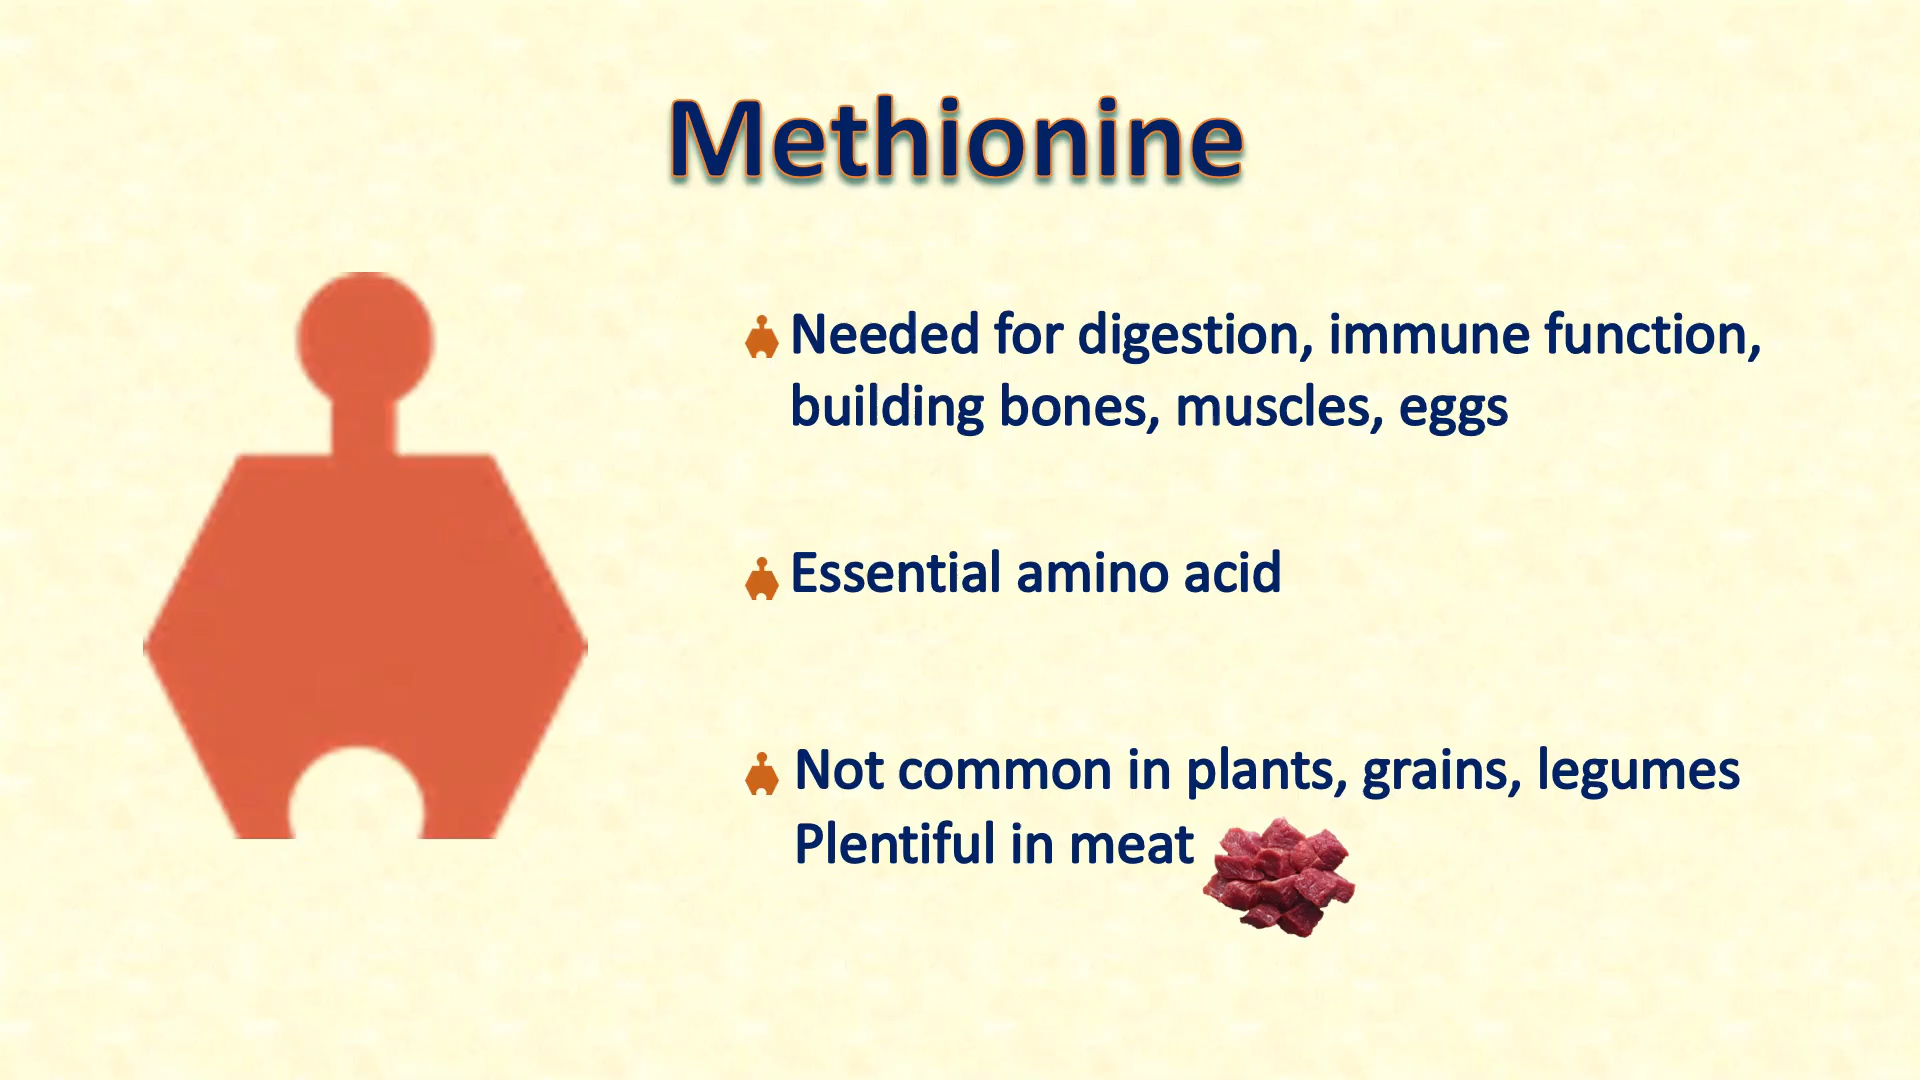 Methionine
Needed for digestion, immune function,
building bones, muscles, eggs
Essential amino acid
Not common in plants, grains, legumes
Plentiful in meat